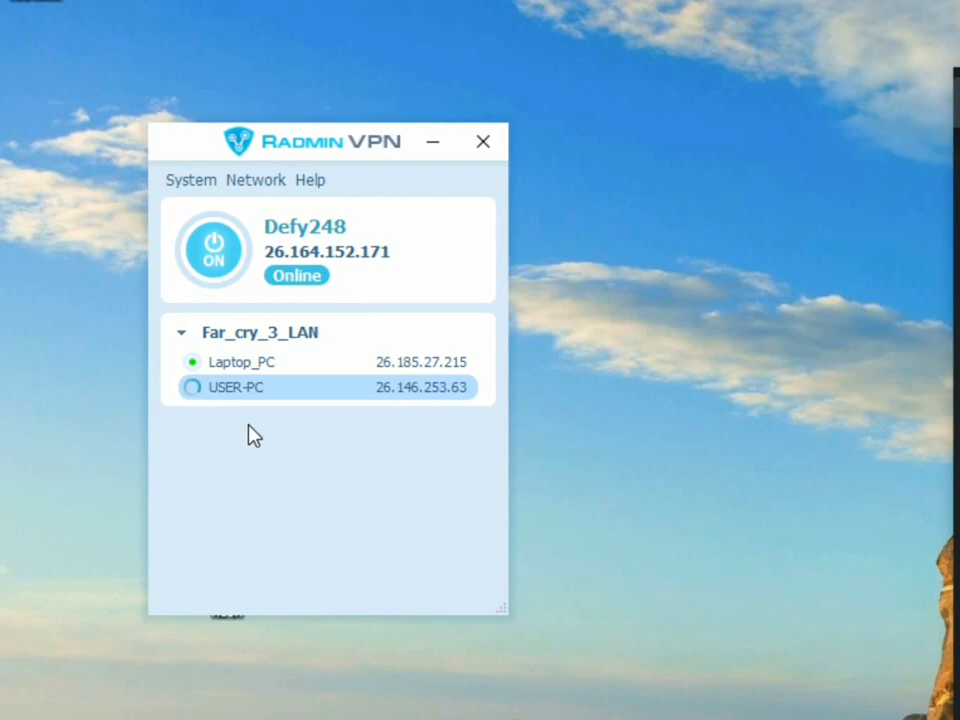 RADMIN VPN
System Network Help
Defy248
ON
26.164.152.171
Online
Far_cry_3_LAN
Laptop_PC 26.185.27.215
USER-PC 26.146.253.63